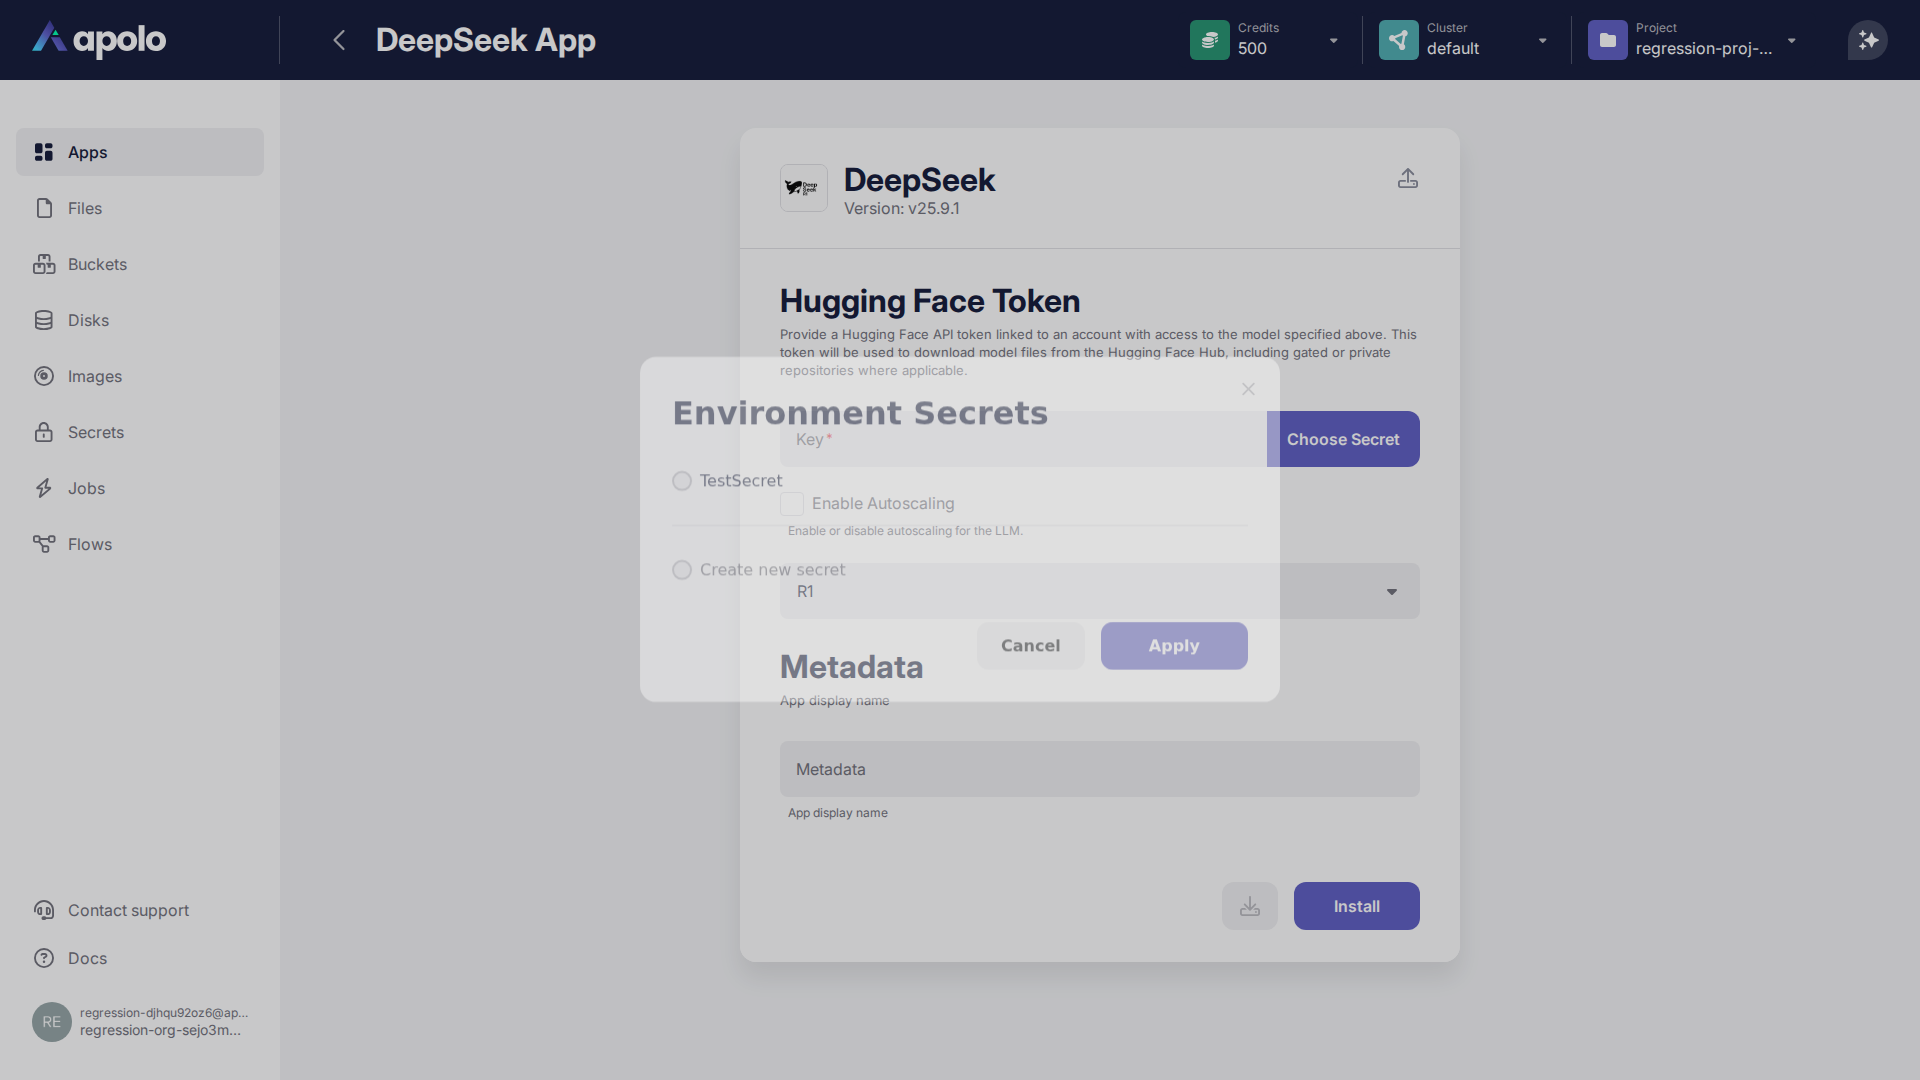 apolo
DeepSeek App
Credits
500
Cluster
default
Project
regression-proj-...
Apps
Files
Buckets
Disks
Images
Secrets
Jobs
Flows
Contact support
Docs
RE
regression-djhqu92oz6@ap...
regression-org-sejo3m...
Deep
Seek
DeepSeek
Version: v25.9.1
Hugging Face Token
Provide a Hugging Face API token linked to an account with access to the model specified above. This
token will be used to download model files from the Hugging Face Hub, including gated or private
repositories where applicable.
Environment Secrets
Key*
Choose Secret
TestSecret
Enable Autoscaling
Enable or disable autoscaling for the LLM.
Create new secret
R1
Cancel
Apply
Metadata
App display name
Metadata
App display name
Install